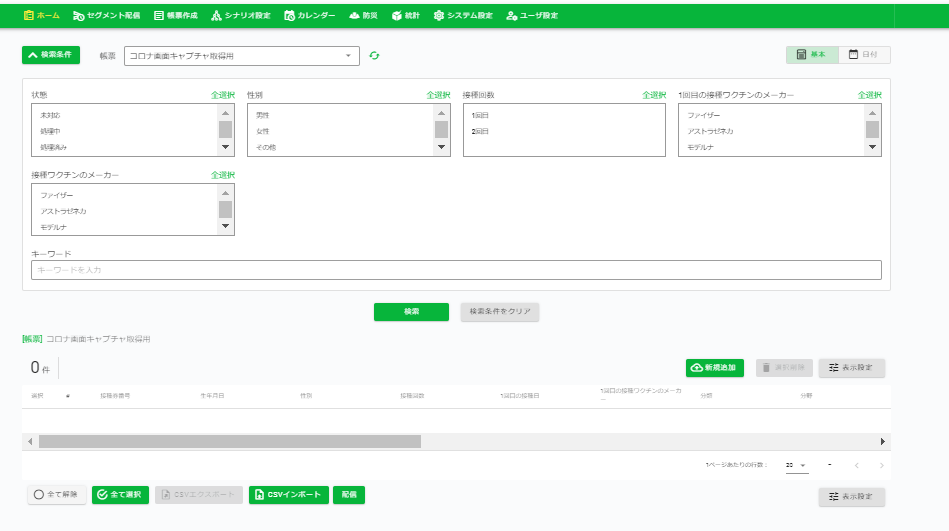 ホーム セグメント配信 帳票作成 シナリオ設定 カレンダー 防災 統計 システム設定 ユーザ設定
検索条件 帳票 コロナ画面キャプチャ取得用 基本 日付
状態 全選択 性別 全選択 接種回数 全選択 1回目の接種ワクチンのメーカー 全選択
未対応 男性 1回目 ファイザー
処理中 女性 2回目 アストラゼネカ
処理済み その他 モデルナ
接種ワクチンのメーカー 全選択
ファイザー
アストラゼネカ
モデルナ
キーワード
キーワードを入力
検索 検索条件をクリア
[帳票] コロナ画面キャプチャ取得用
0 件 新規追加 選択削除 表示設定
選択 # 接種券番号 生年月日 性別 接種回数 1回目の接種日 1回目の接種ワクチンのメーカ... 分類 分野
1ページあたりの行数： 20 -
全て解除 全て選択 CSVエクスポート CSVインポート 配信 表示設定